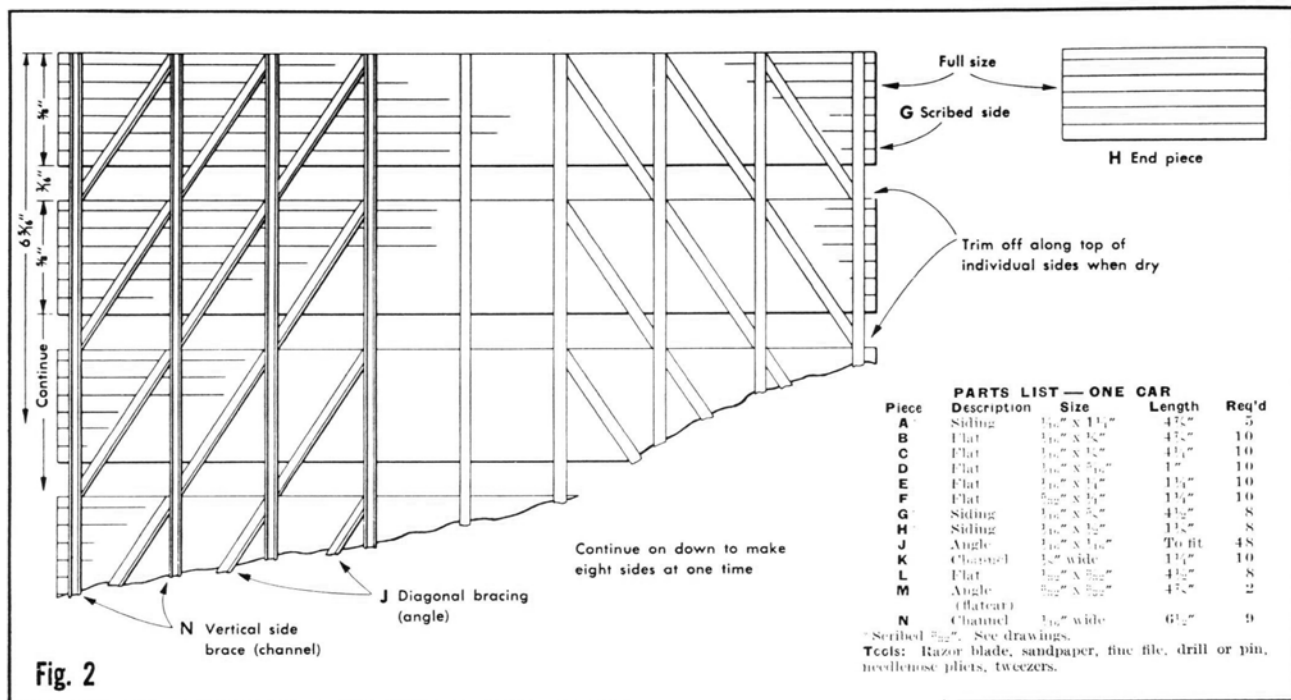 5/8"
3/16"
5/8"
Continue
Full size
G Scribed side
H End piece
Trim off along top of
individual sides when dry
Continue on down to make
eight sides at one time
J Diagonal bracing
(angle)
N Vertical side
brace (channel)
Fig. 2
PARTS LIST — ONE CAR
Piece Description Size Length Req'd
A Siding 5
B Flat 10
C Flat 10
D Flat 1" 10
E Flat 10
F Flat 10
G Siding 8
H Siding 8
J Angle To fit 48
K Channel wide 10
L Flat 8
M Angle 2
(flatcar)
N Channel wide 9
Scribed See drawings.
Tools: Razor blade, sandpaper, fine file, drill or pin,
needlenose pliers, tweezers.